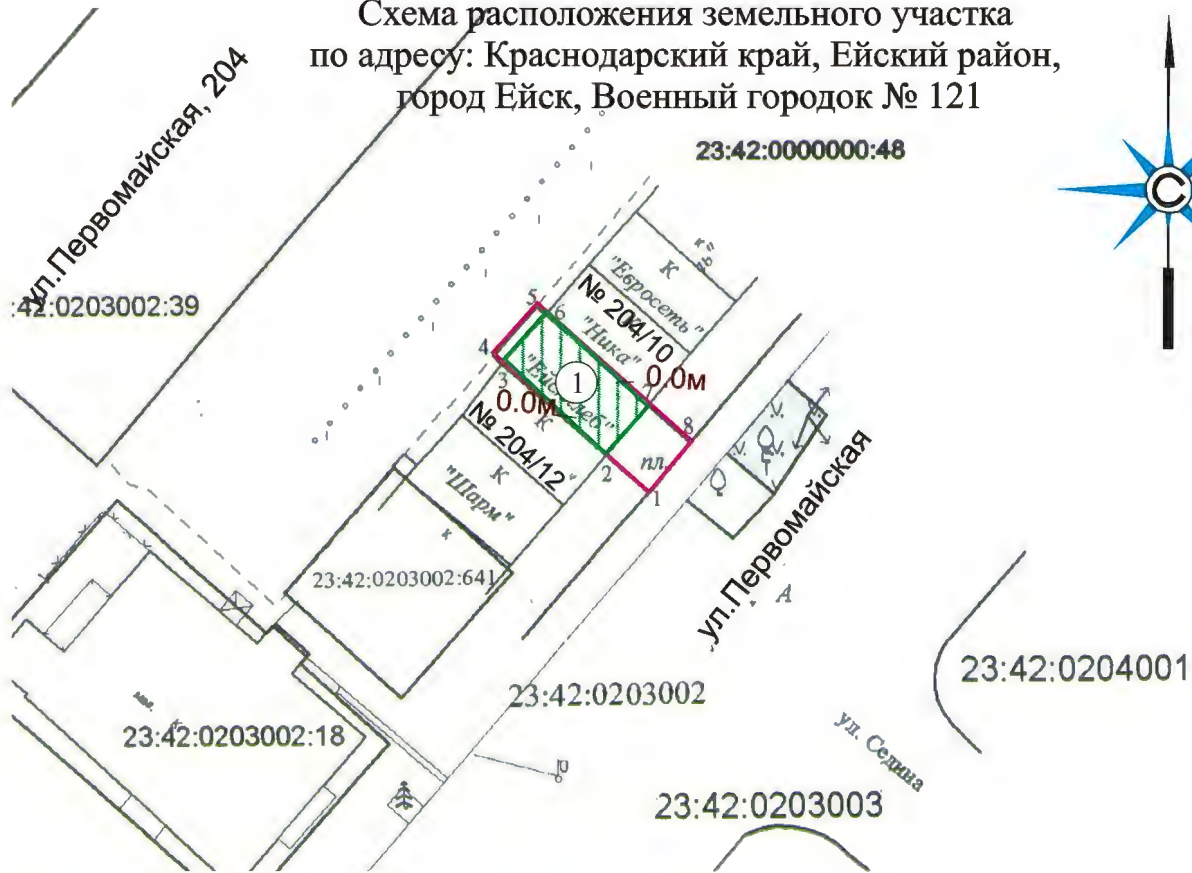 Схема расположения земельного участка
по адресу: Краснодарский край, Ейский район,
город Ейск, Военный городок № 121
23:42:0000000:48
С
ул.Первомайская, 204
:42:0203002:39
К
"Евросеть"
№ 204/10
К
"Ника"
5
6
4
3
1
7
0.0м
0.0м
8
К
№ 204/12
2
пл.
1
К
"Шарм"
к
23:42:0203002:641
ул.Первомайская
А
23:42:0204001
23:42:0203002
23:42:0203002:18
ул. Седина
23:42:0203003